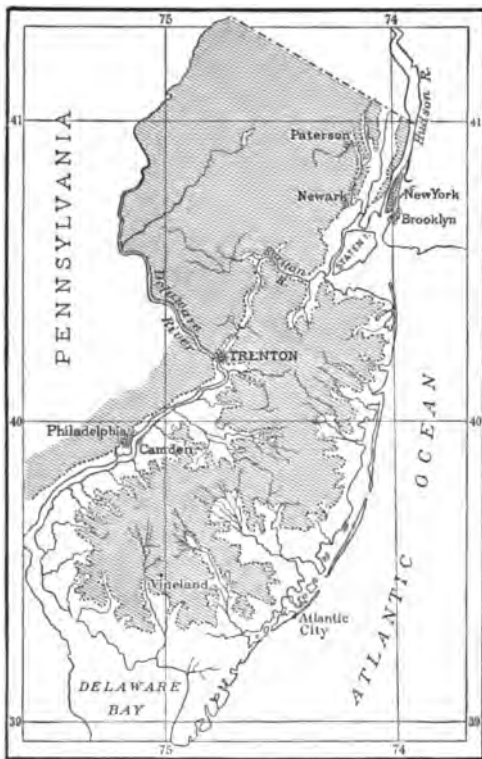 75
74
41
41
Hudson R.
Paterson
PENNSYLVANIA
New York
Newark
Brooklyn
STATEN I.
Raritan
R.
Delaware
River
TRENTON
OCEAN
40
40
Philadelphia
Camden
Vineland
ATLANTIC
Atlantic
City
DELAWARE
BAY
39
39
75
74